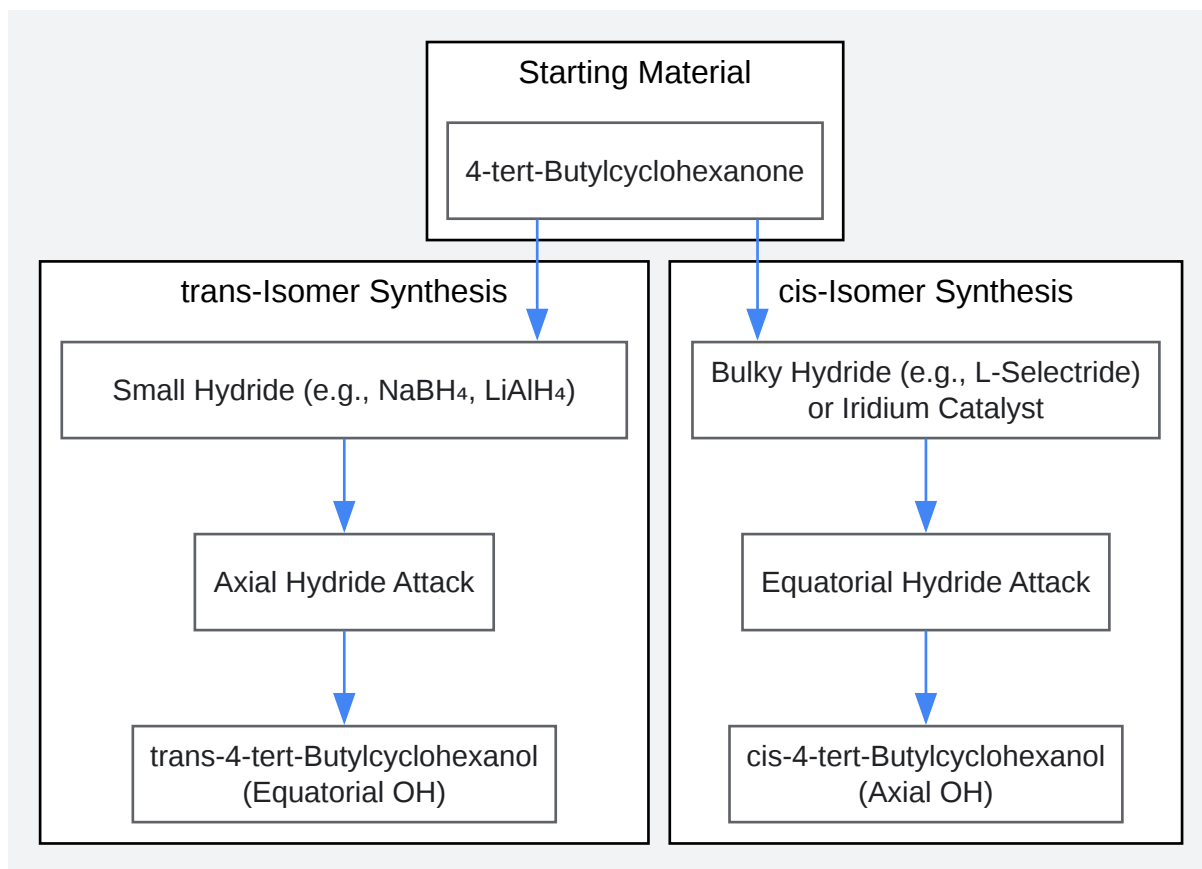 Starting Material
4-tert-Butylcyclohexanone
trans-Isomer Synthesis
Small Hydride (e.g., NaBH₄, LiAlH₄)
Axial Hydride Attack
trans-4-tert-Butylcyclohexanol
(Equatorial OH)
cis-Isomer Synthesis
Bulky Hydride (e.g., L-Selectride)
or Iridium Catalyst
Equatorial Hydride Attack
cis-4-tert-Butylcyclohexanol
(Axial OH)